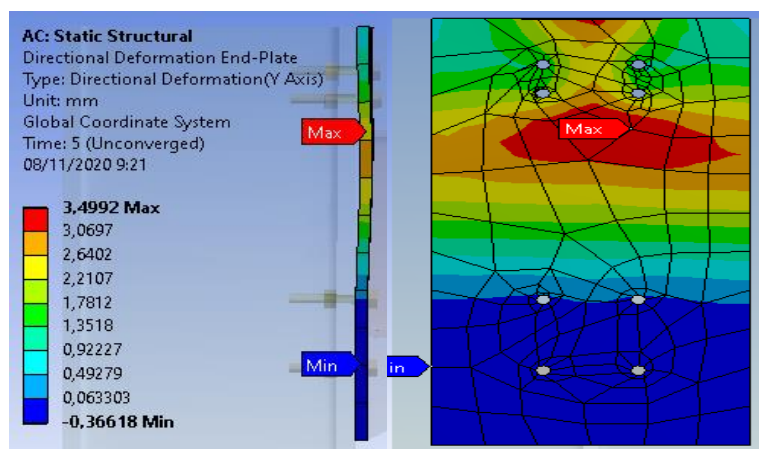 AC: Static Structural
Directional Deformation End-Plate
Type: Directional Deformation(Y Axis)
Unit: mm
Global Coordinate System
Time: 5 (Unconverged)
08/11/2020 9:21
Max
Max
3,4992 Max
3,0697
2,6402
2,2107
1,7812
1,3518
0,92227
0,49279
0,063303
-0,36618 Min
Min
in